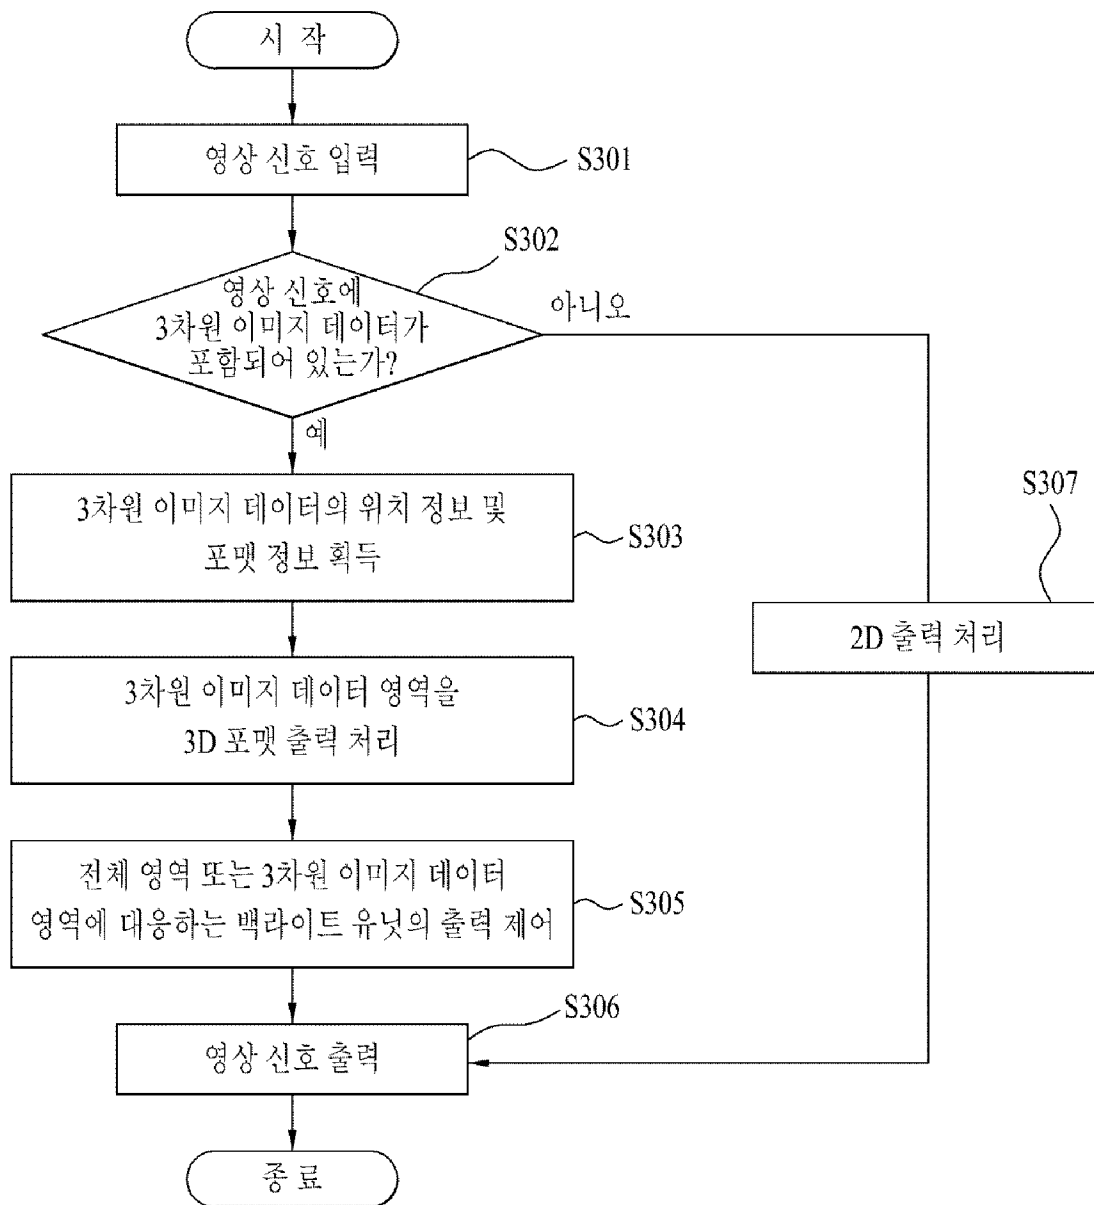 시 작
영상 신호 입력
S301
S302
영상 신호에
3차원 이미지 데이터가
포함되어 있는가?
아니오
예
3차원 이미지 데이터의 위치 정보 및
포맷 정보 획득
S303
S307
2D 출력 처리
3차원 이미지 데이터 영역을
3D 포맷 출력 처리
S304
전체 영역 또는 3차원 이미지 데이터
영역에 대응하는 백라이트 유닛의 출력 제어
S305
S306
영상 신호 출력
종 료